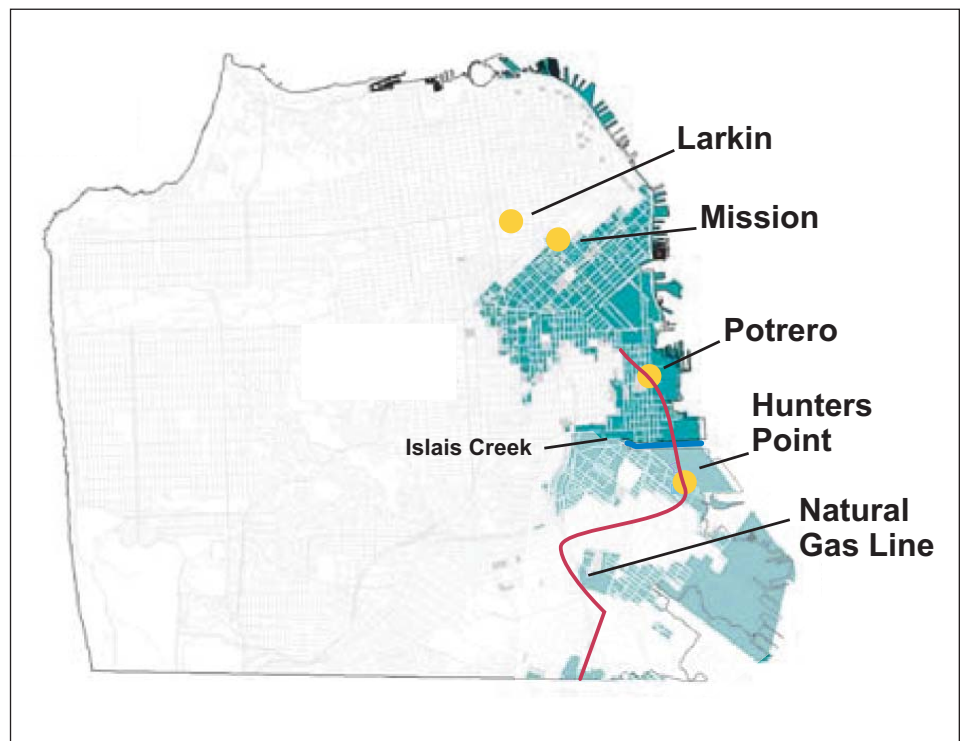 Larkin
Mission
Potrero
Hunters
Point
Islais Creek
Natural
Gas Line